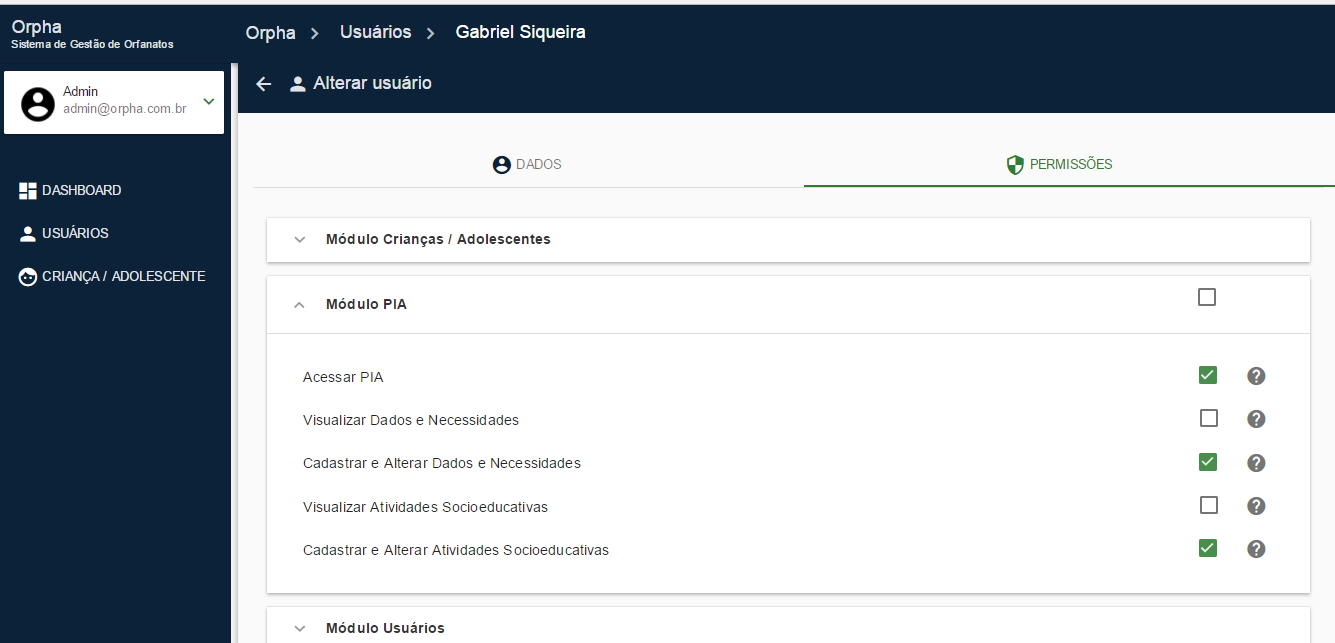 Orpha
Sistema de Gestão de Orfanatos
Orpha > Usuários > Gabriel Siqueira
Admin
admin@orpha.com.br
Alterar usuário
DASHBOARD
USUÁRIOS
CRIANÇA / ADOLESCENTE
DADOS
PERMISSÕES
Módulo Crianças / Adolescentes
Módulo PIA
Acessar PIA
Visualizar Dados e Necessidades
Cadastrar e Alterar Dados e Necessidades
Visualizar Atividades Socioeducativas
Cadastrar e Alterar Atividades Socioeducativas
Módulo Usuários